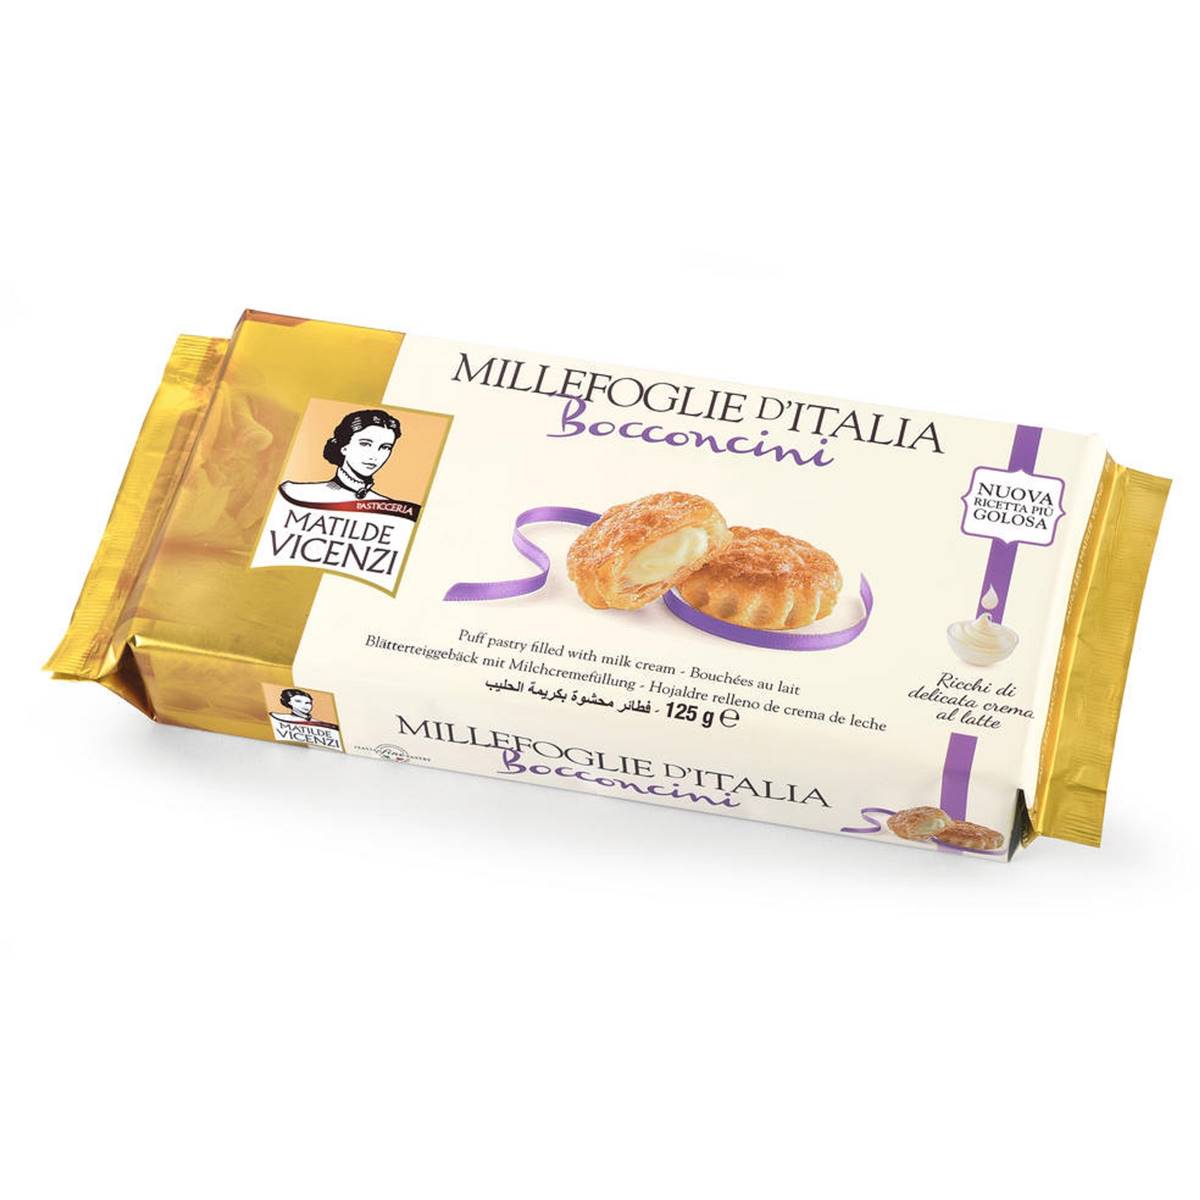 MILLEFOGLIE D'ITALIA
Bocconcini
PASTICCERIA
MATILDE
VICENZI
NUOVA
RICETTA PIÙ
GOLOSA
Puff pastry filled with milk cream - Bouchées au lait
Blätterteiggebäck mit Milchcremefüllung - Hojaldre relleno de crema de leche
فطائر محشوة بكريمة الحليب - 125 g ℮
Ricchi di
delicata crema
al latte
MATILDE
VICENZI
MILLEFOGLIE D'ITALIA
Bocconcini